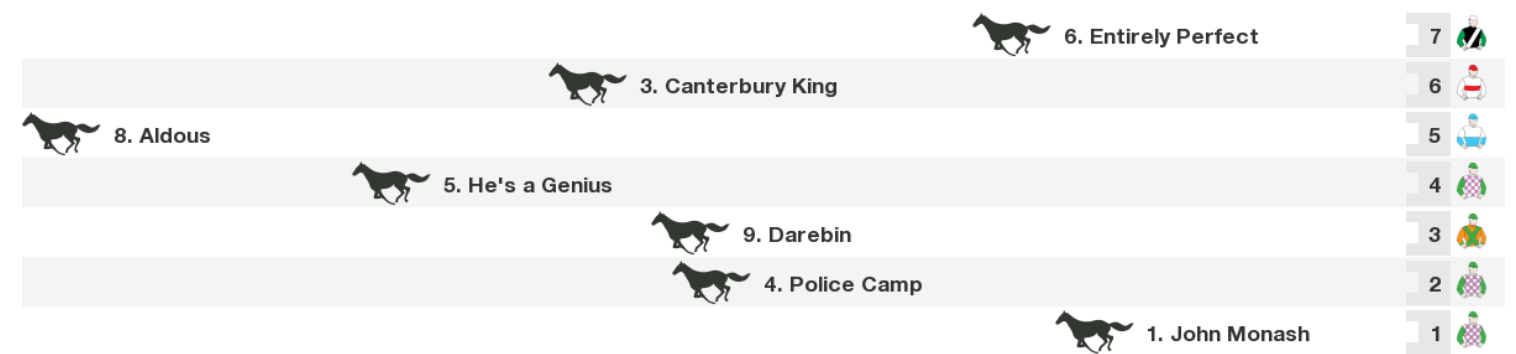 6. Entirely Perfect 7
3. Canterbury King 6
8. Aldous 5
5. He's a Genius 4
9. Darebin 3
4. Police Camp 2
1. John Monash 1